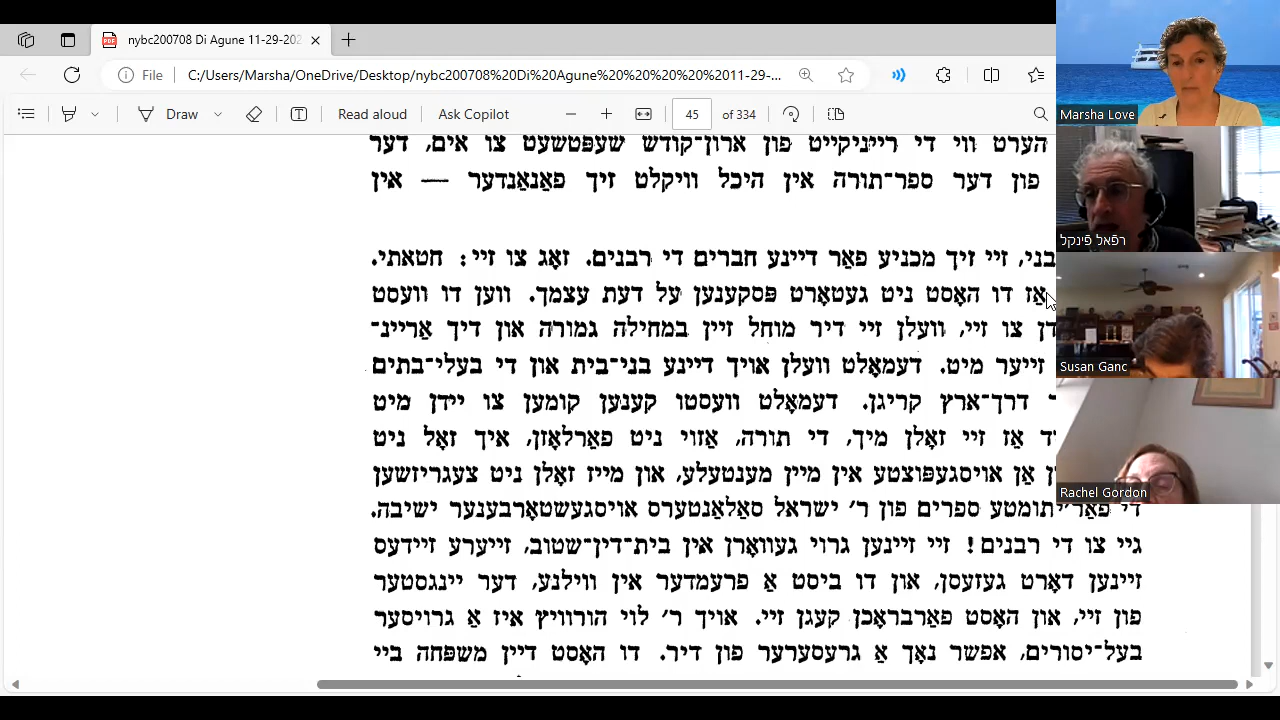 nybc200708 Di Agune 11-29-202
File
C:/Users/Marsha/OneDrive/Desktop/nybc200708%20Di%20Agune%20%20%20%20%2011-29-...
Draw
Read aloud
Ask Copilot
45 of 334
Marsha Love
רפֿאל פֿינקל
Susan Ganc
Rachel Gordon
הערט ווי די רייניקייט פון ארון־קודש שעפּטשעט צו אים, דער
פון דער ספר־תורה אין היכל וויקלט זיך פאַנאַנדער — אין
בני, זיי זיך מכניע פאַר דיינע חברים די רבנים. זאָג צו זיי: חטאתי.
אַז דו האָסט ניט געטאָרט פּסקענען על דעת עצמך. ווען דו וועסט
צו זיי, וועלן זיי דיר מוחל זיין במחילה גמורה און דיך אַריינ־
זייער מיט. דעמאָלט וועלן אויך דיינע בני־בית און די בעלי־בתים
דרך־ארץ קריגן. דעמאָלט וועסטו קענען קומען צו יידן מיט
אַז זיי זאָלן מיך, די תורה, אַזוי ניט פאַרלאָזן, איך זאָל ניט
אַן אויסגעפּוצטע אין מיין מענטעלע, און מייז זאָלן ניט צעגריזשען
די פאַר׳יתומטע ספרים פון ר׳ ישראל סאַלאַנטערס אויסגעשטאָרבענער ישיבה.
גיי צו די רבנים! זיי זיינען גרוי געוואָרן אין בית־דין־שטוב, זייערע זיידעס
זיינען דאָרט געזעסן, און דו ביסט אַ פרעמדער אין ווילנע, דער יינגסטער
פון זיי, און האָסט פאַרבראָכן קעגן זיי. אויך ר׳ לוי הורוויץ איז אַ גרויסער
בעל־יסורים, אפשר נאָך אַ גרעסערער פון דיר. דו האָסט דיין משפּחה ביי